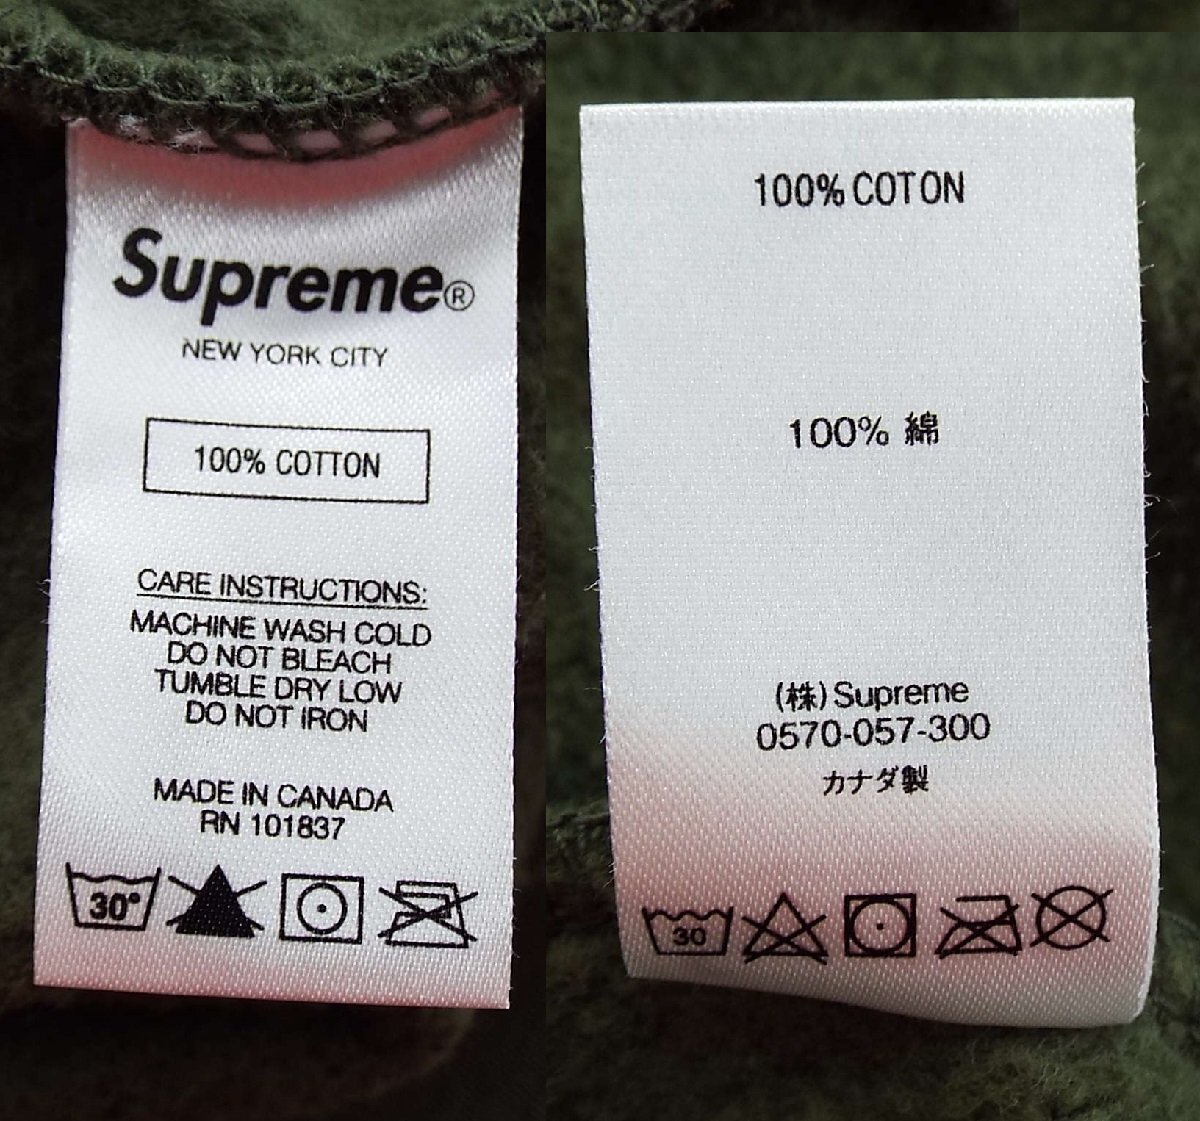 Supreme®
NEW YORK CITY
100% COTTON
CARE INSTRUCTIONS:
MACHINE WASH COLD
DO NOT BLEACH
TUMBLE DRY LOW
DO NOT IRON
MADE IN CANADA
RN 101837
30°
100% COTON
100% 綿
(株) Supreme
0570-057-300
カナダ製
30